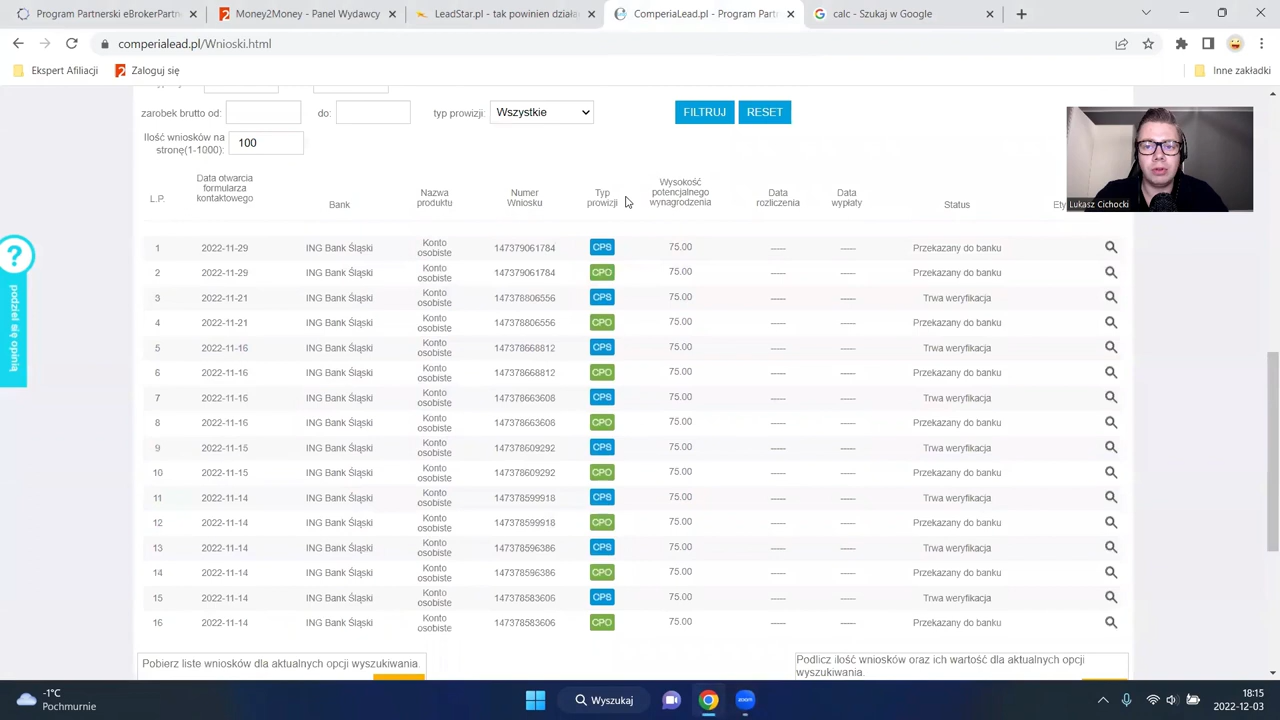 Program Partnerski eBrokerPartn
Money2Money - Panel Wydawcy
LeadStar.pl - tak powinien działa
ComperiaLead.pl - Program Partn
calc - Szukaj w Google
comperialead.pl/Wnioski.html
Ekspert Afiliacji
Zaloguj się
Inne zakładki
zarobek brutto od: do: typ prowizji: Wszystkie FILTRUJ RESET
Ilość wniosków na
stronę(1-1000): 100
L.P.
Data otwarcia
formularza
kontaktowego
Bank
Nazwa
produktu
Numer
Wniosku
Typ
prowizji
Wysokość
potencjalnego
wynagrodzenia
Data
rozliczenia
Data
wypłaty
Status
Ety
Lukasz Cichocki
1 2022-11-29 ING Bank Śląski Konto osobiste 147379061784 CPS 75.00 ----- ----- Przekazany do banku
2 2022-11-29 ING Bank Śląski Konto osobiste 147379061784 CPO 75.00 ----- ----- Przekazany do banku
3 2022-11-21 ING Bank Śląski Konto osobiste 147378806556 CPS 75.00 ----- ----- Trwa weryfikacja
4 2022-11-21 ING Bank Śląski Konto osobiste 147378806556 CPO 75.00 ----- ----- Przekazany do banku
5 2022-11-16 ING Bank Śląski Konto osobiste 147378668812 CPS 75.00 ----- ----- Trwa weryfikacja
6 2022-11-16 ING Bank Śląski Konto osobiste 147378668812 CPO 75.00 ----- ----- Przekazany do banku
7 2022-11-16 ING Bank Śląski Konto osobiste 147378663608 CPS 75.00 ----- ----- Trwa weryfikacja
8 2022-11-16 ING Bank Śląski Konto osobiste 147378663608 CPO 75.00 ----- ----- Przekazany do banku
9 2022-11-15 ING Bank Śląski Konto osobiste 147378609292 CPS 75.00 ----- ----- Trwa weryfikacja
10 2022-11-15 ING Bank Śląski Konto osobiste 147378609292 CPO 75.00 ----- ----- Przekazany do banku
11 2022-11-14 ING Bank Śląski Konto osobiste 147378599918 CPS 75.00 ----- ----- Trwa weryfikacja
12 2022-11-14 ING Bank Śląski Konto osobiste 147378599918 CPO 75.00 ----- ----- Przekazany do banku
13 2022-11-14 ING Bank Śląski Konto osobiste 147378596386 CPS 75.00 ----- ----- Trwa weryfikacja
14 2022-11-14 ING Bank Śląski Konto osobiste 147378596386 CPO 75.00 ----- ----- Przekazany do banku
15 2022-11-14 ING Bank Śląski Konto osobiste 147378583606 CPS 75.00 ----- ----- Trwa weryfikacja
16 2022-11-14 ING Bank Śląski Konto osobiste 147378583606 CPO 75.00 ----- ----- Przekazany do banku
?
podziel się opinią
Pobierz liste wniosków dla aktualnych opcji wyszukiwania.
Podlicz ilość wniosków oraz ich wartość dla aktualnych opcji
wyszukiwania.
-1°C
Pochmurnie
Wyszukaj
zoom
18:15
2022-12-03